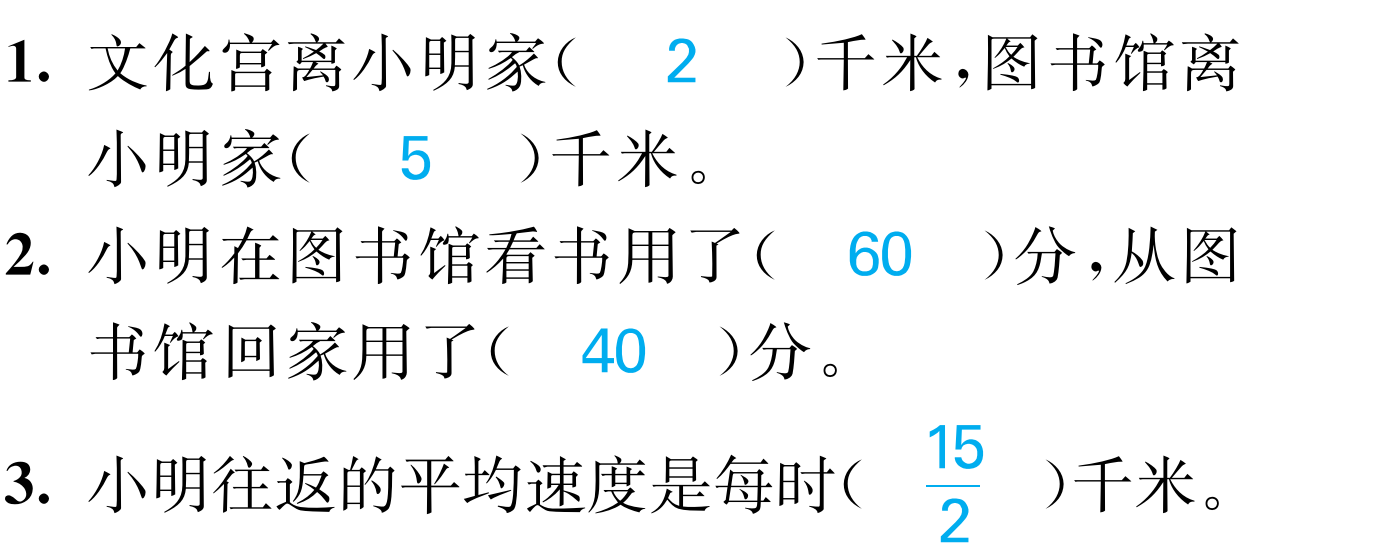 1. 文化宫离小明家( 2 )千米,图书馆离
小明家( 5 )千米。
2. 小明在图书馆看书用了( 60 )分,从图
书馆回家用了( 40 )分。
3. 小明往返的平均速度是每时( 15/2 )千米。